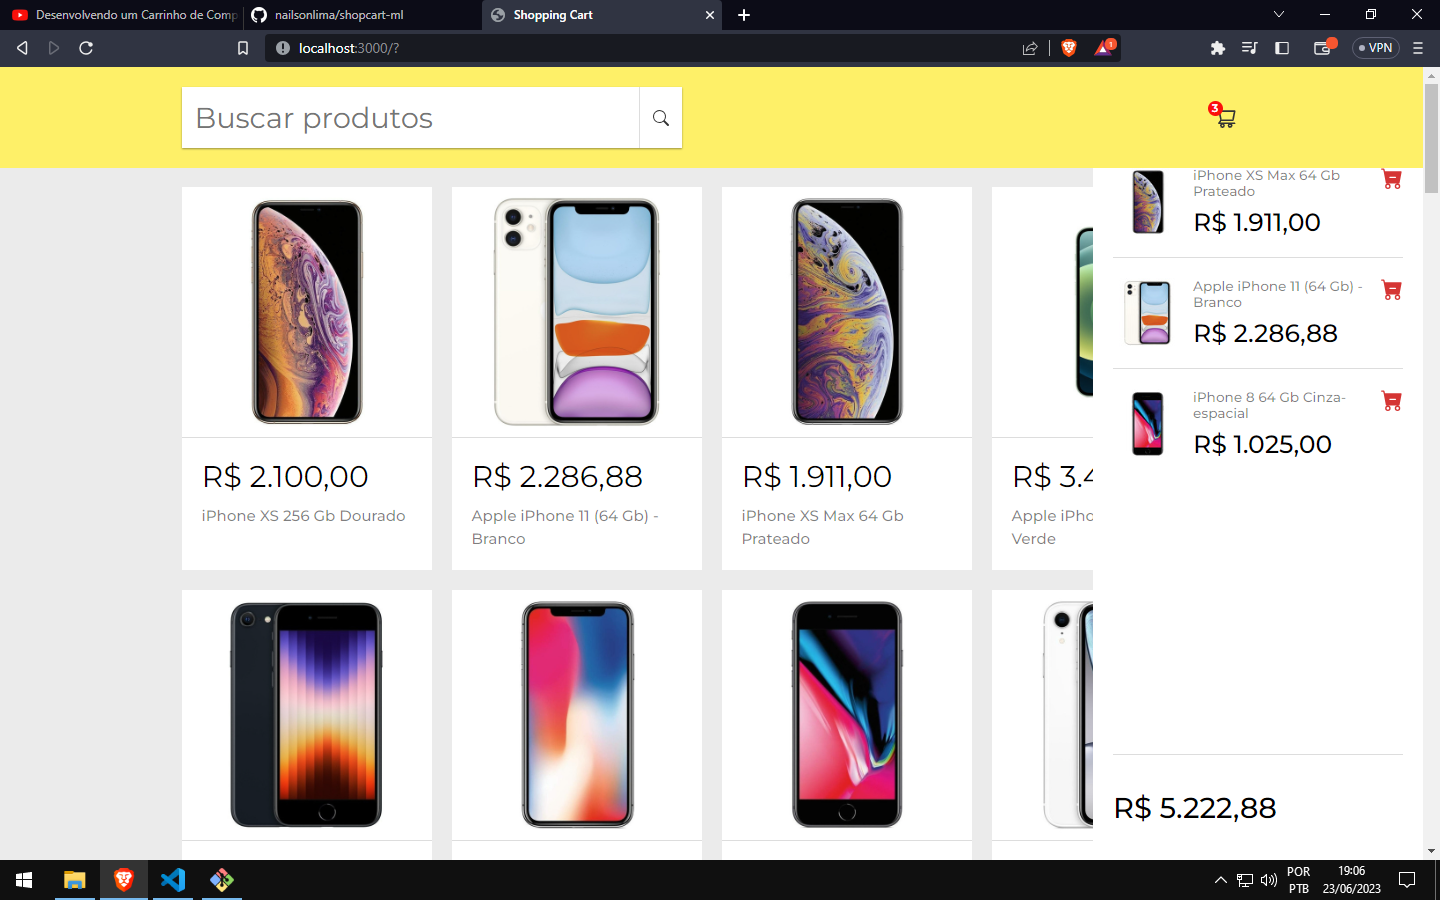 Desenvolvendo um Carrinho de Comp
nailsonlima/shopcart-ml
Shopping Cart
localhost:3000/?
1
VPN
Buscar produtos
3
R$ 2.100,00
iPhone XS 256 Gb Dourado
R$ 2.286,88
Apple iPhone 11 (64 Gb) -
Branco
R$ 1.911,00
iPhone XS Max 64 Gb
Prateado
R$ 3.4
Apple iPho
Verde
iPhone XS Max 64 Gb
Prateado
R$ 1.911,00
Apple iPhone 11 (64 Gb) -
Branco
R$ 2.286,88
iPhone 8 64 Gb Cinza-
espacial
R$ 1.025,00
R$ 5.222,88
POR
PTB
19:06
23/06/2023